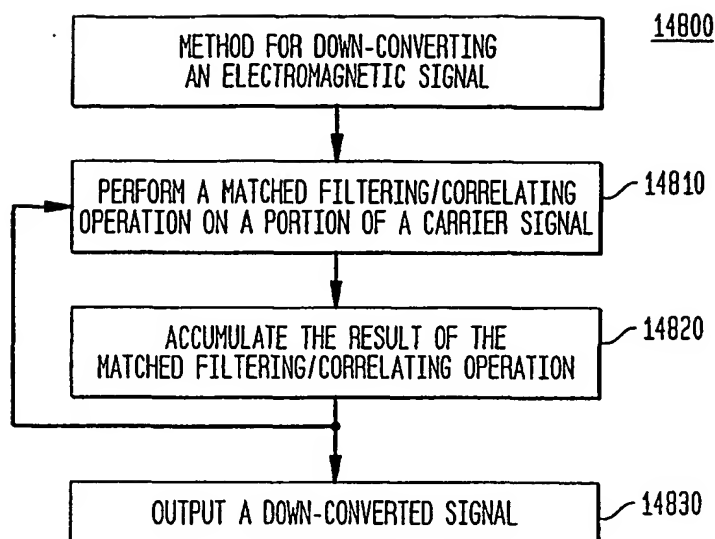 14800
METHOD FOR DOWN-CONVERTING
AN ELECTROMAGNETIC SIGNAL
PERFORM A MATCHED FILTERING/CORRELATING
OPERATION ON A PORTION OF A CARRIER SIGNAL
14810
ACCUMULATE THE RESULT OF THE
MATCHED FILTERING/CORRELATING OPERATION
14820
OUTPUT A DOWN-CONVERTED SIGNAL
14830